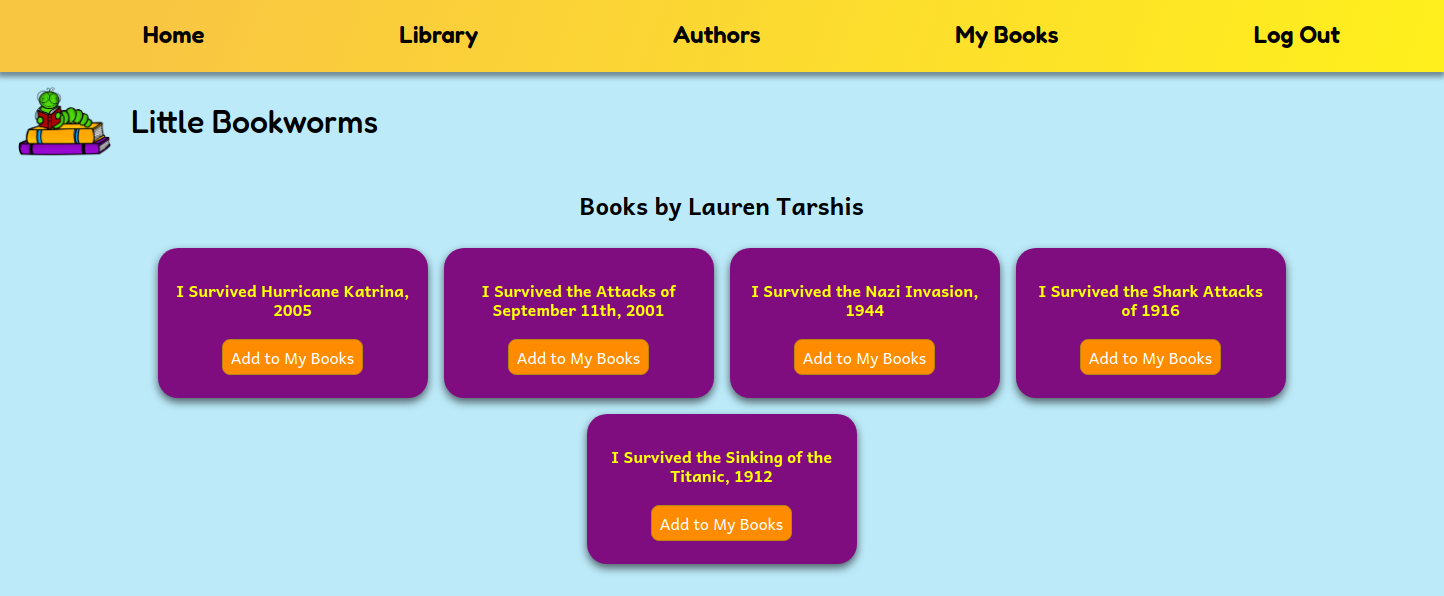 Home Library Authors My Books Log Out
Little Bookworms
Books by Lauren Tarshis
I Survived Hurricane Katrina,
2005
Add to My Books
I Survived the Attacks of
September 11th, 2001
Add to My Books
I Survived the Nazi Invasion,
1944
Add to My Books
I Survived the Shark Attacks
of 1916
Add to My Books
I Survived the Sinking of the
Titanic, 1912
Add to My Books